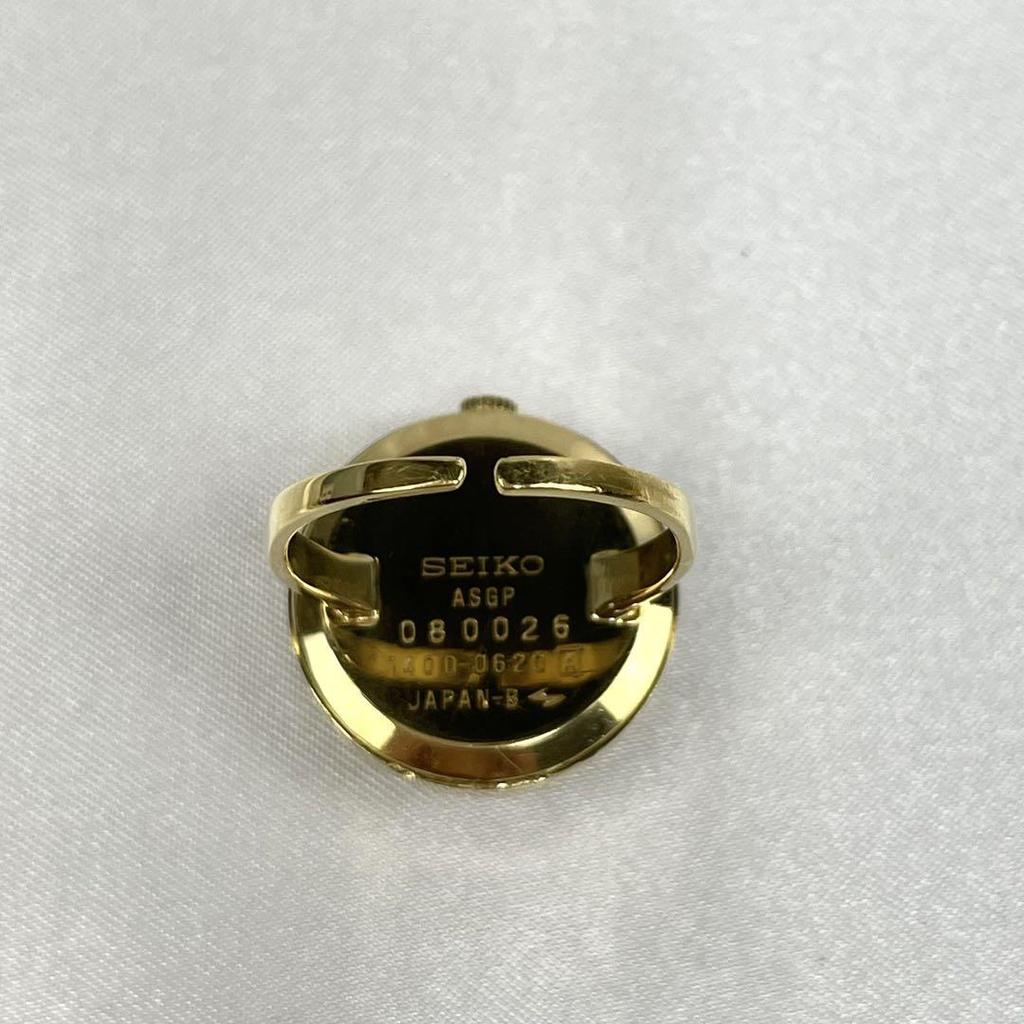 SEIKO
ASGP
080026
1400-0620 A
JAPAN-B